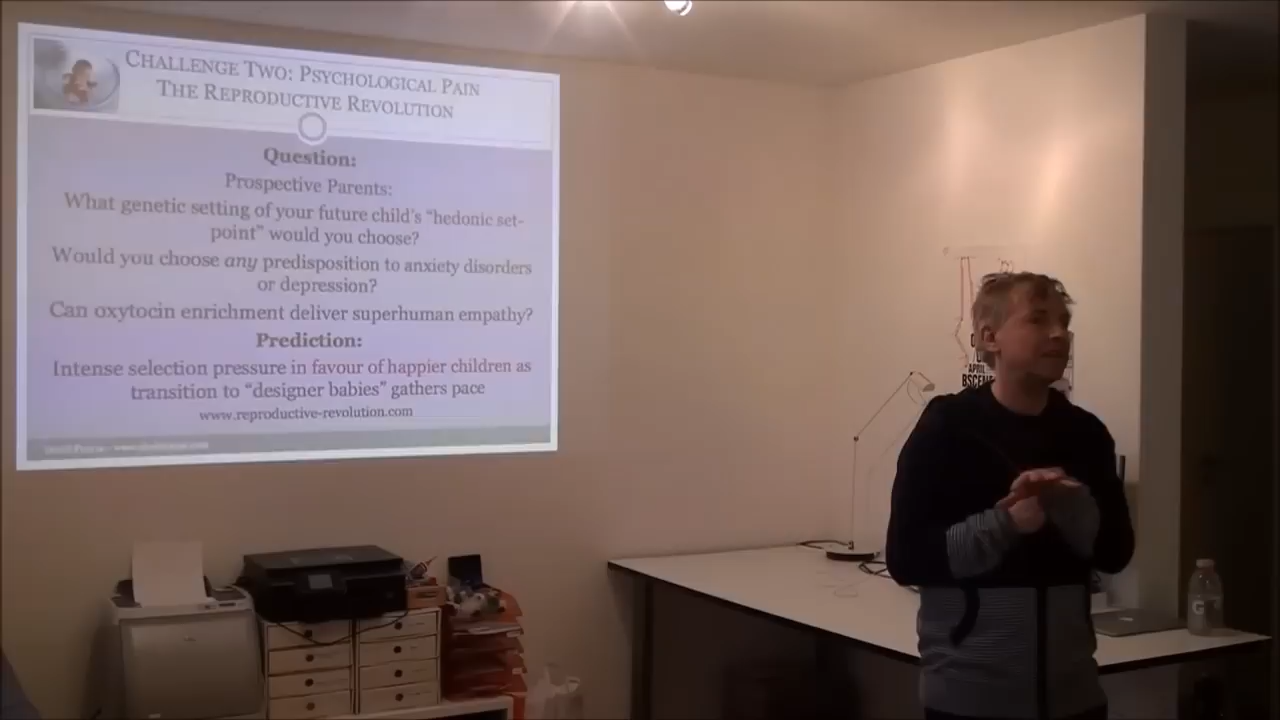 CHALLENGE TWO: PSYCHOLOGICAL PAIN
THE REPRODUCTIVE REVOLUTION
Question:
Prospective Parents:
What genetic setting of your future child's "hedonic set-
point" would you choose?
Would you choose any predisposition to anxiety disorders
or depression?
Can oxytocin enrichment deliver superhuman empathy?
Prediction:
Intense selection pressure in favour of happier children as
transition to "designer babies" gathers pace
www.reproductive-revolution.com
APRIL
G